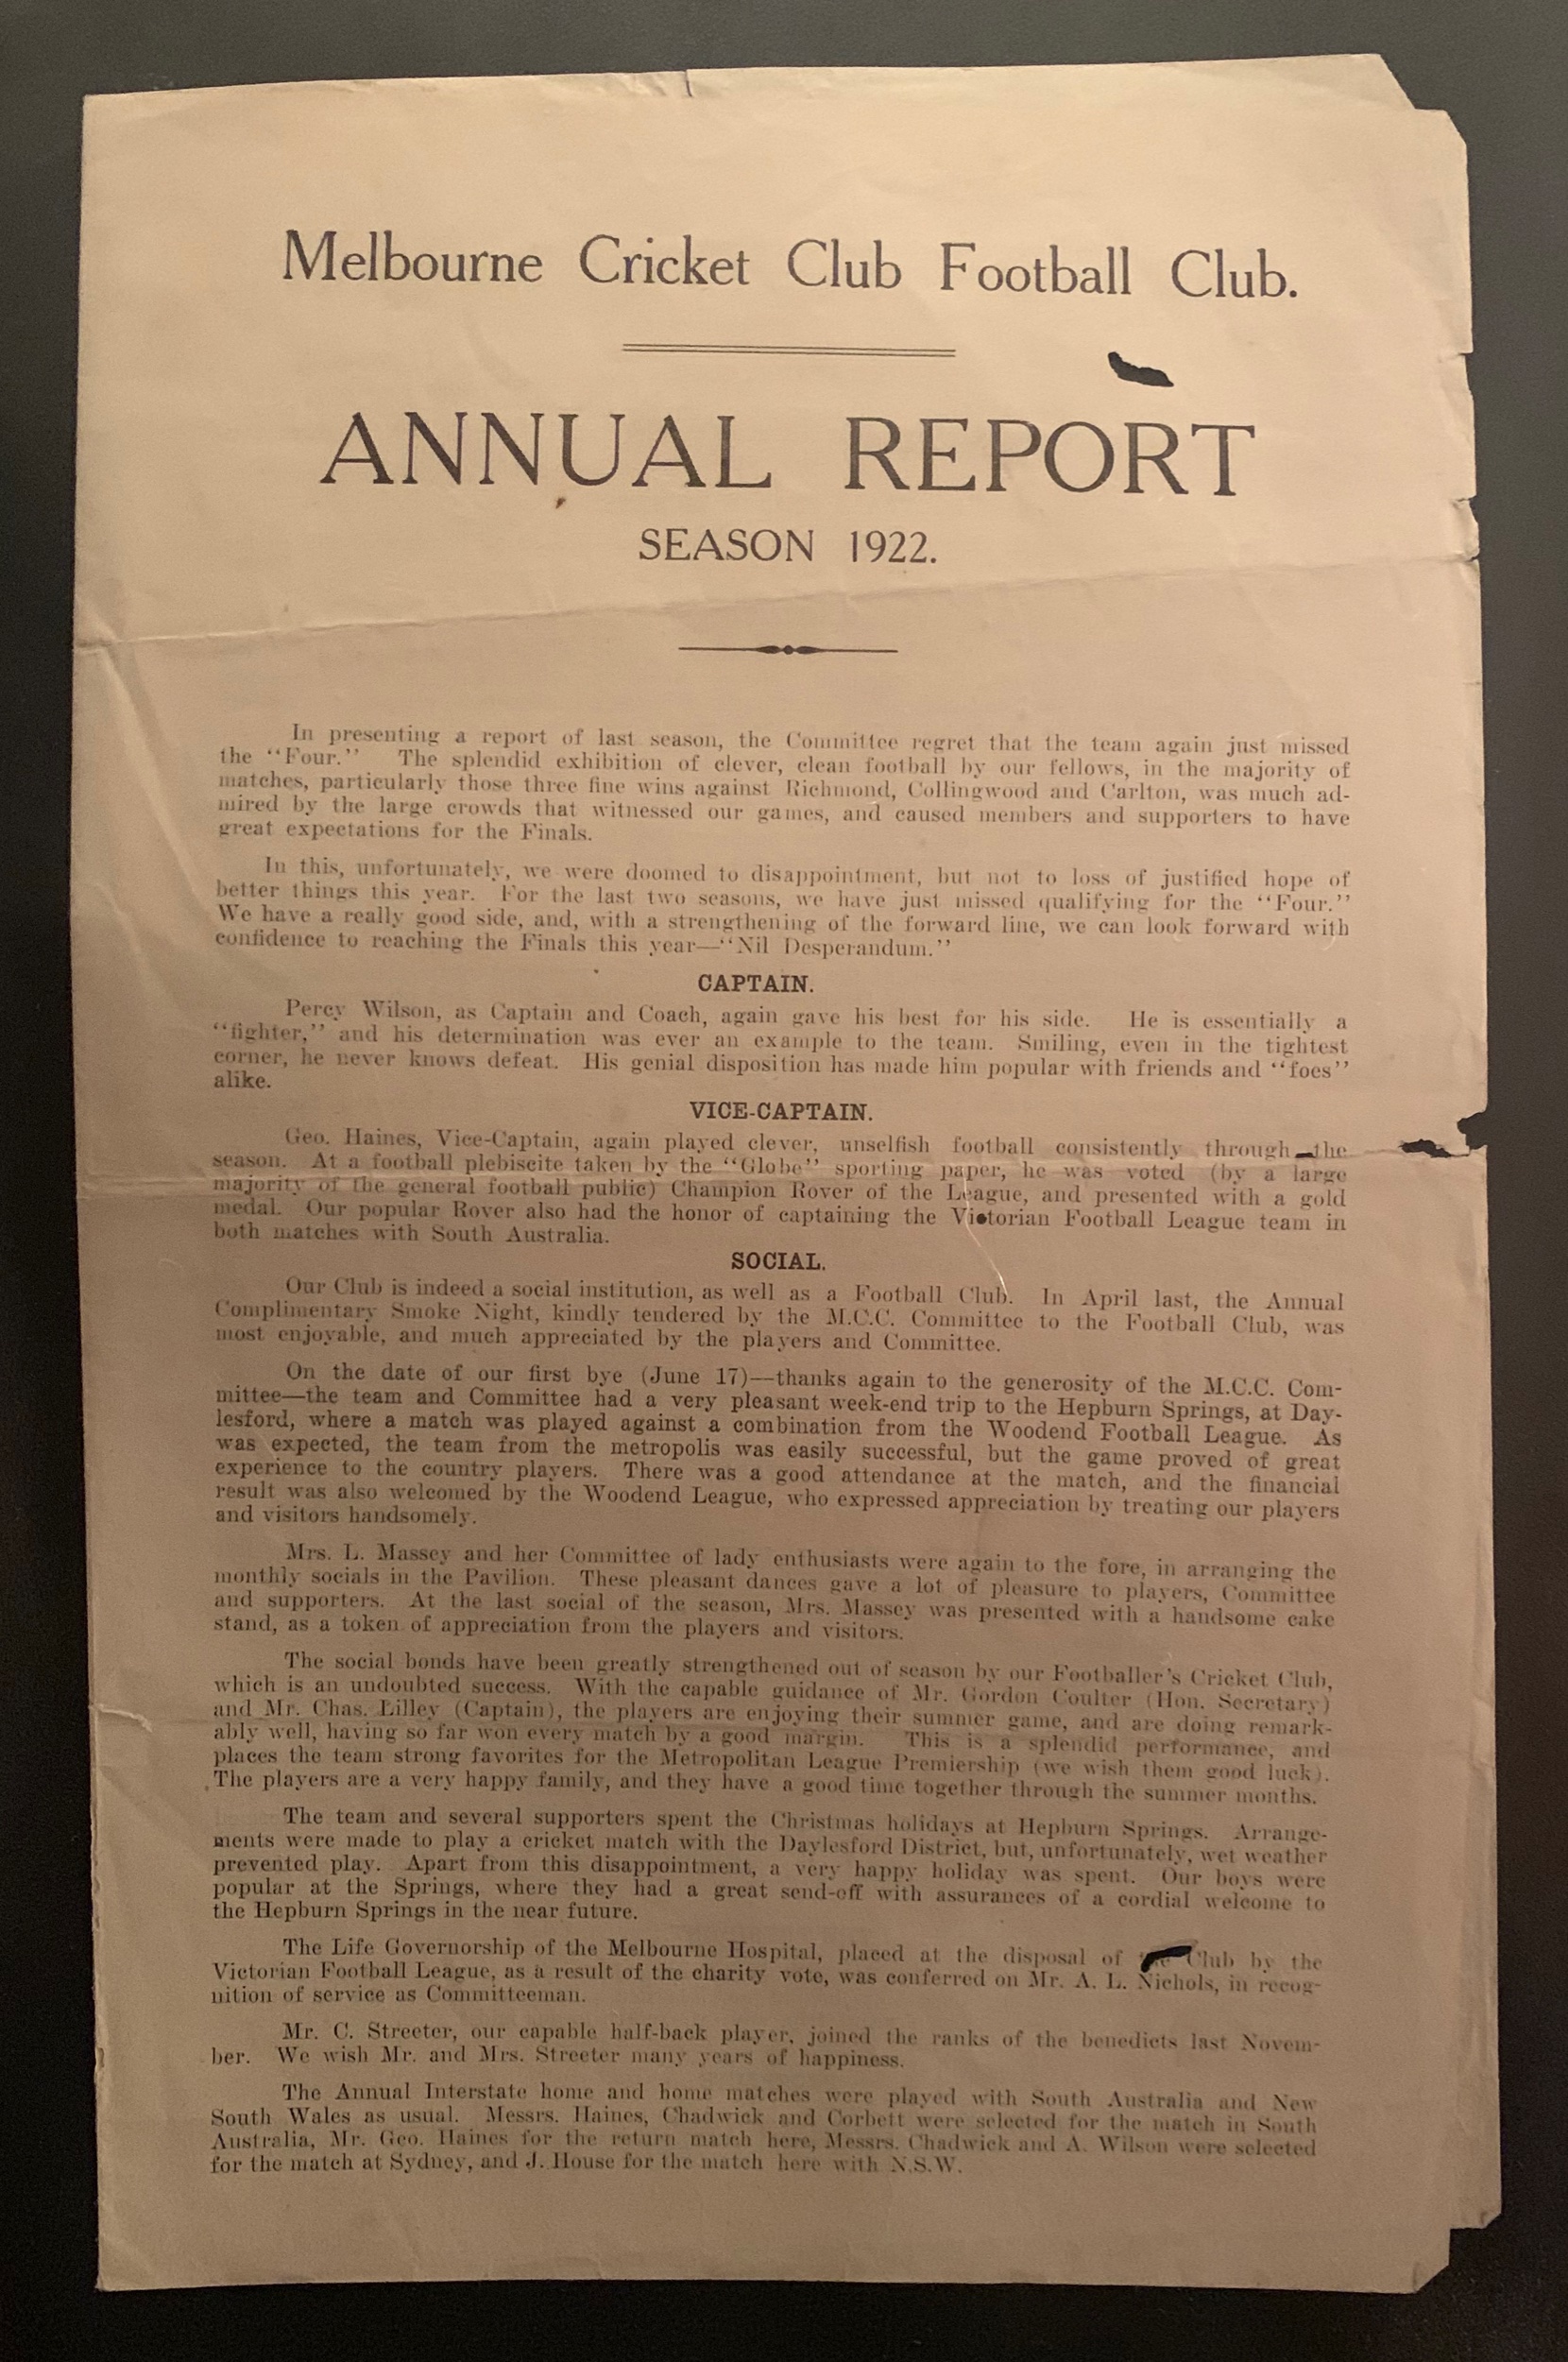 Melbourne Cricket Club Football Club.
ANNUAL REPORT
SEASON 1922.
In presenting a report of last season, the Committee regret that the team again just missed
the "Four." The splendid exhibition of clever, clean football by our fellows, in the majority of
matches, particularly those three fine wins against Richmond, Collingwood and Carlton, was much ad-
mired by the large crowds that witnessed our games, and caused members and supporters to have
great expectations for the Finals.
In this, unfortunately, we were doomed to disappointment, but not to loss of justified hope of
better things this year. For the last two seasons, we have just missed qualifying for the "Four."
We have a really good side, and, with a strengthening of the forward line, we can look forward with
confidence to reaching the Finals this year—"Nil Desperandum."
CAPTAIN.
Percy Wilson, as Captain and Coach, again gave his best for his side. He is essentially a
"fighter," and his determination was ever an example to the team. Smiling, even in the tightest
corner, he never knows defeat. His genial disposition has made him popular with friends and "foes"
alike.
VICE-CAPTAIN.
Geo. Haines, Vice-Captain, again played clever, unselfish football consistently through the
season. At a football plebiscite taken by the "Globe" sporting paper, he was voted (by a large
majority of the general football public) Champion Rover of the League, and presented with a gold
medal. Our popular Rover also had the honor of captaining the Victorian Football League team in
both matches with South Australia.
SOCIAL.
Our Club is indeed a social institution, as well as a Football Club. In April last, the Annual
Complimentary Smoke Night, kindly tendered by the M.C.C. Committee to the Football Club, was
most enjoyable, and much appreciated by the players and Committee.
On the date of our first bye (June 17)—thanks again to the generosity of the M.C.C. Com-
mittee—the team and Committee had a very pleasant week-end trip to the Hepburn Springs, at Day-
lesford, where a match was played against a combination from the Woodend Football League. As
was expected, the team from the metropolis was easily successful, but the game proved of great
experience to the country players. There was a good attendance at the match, and the financial
result was also welcomed by the Woodend League, who expressed appreciation by treating our players
and visitors handsomely.
Mrs. L. Massey and her Committee of lady enthusiasts were again to the fore, in arranging the
monthly socials in the Pavilion. These pleasant dances gave a lot of pleasure to players, Committee
and supporters. At the last social of the season, Mrs. Massey was presented with a handsome cake
stand, as a token of appreciation from the players and visitors.
The social bonds have been greatly strengthened out of season by our Footballer's Cricket Club,
which is an undoubted success. With the capable guidance of Mr. Gordon Coulter (Hon. Secretary)
and Mr. Chas. Lilley (Captain), the players are enjoying their summer game, and are doing remark-
ably well, having so far won every match by a good margin. This is a splendid performance, and
places the team strong favorites for the Metropolitan League Premiership (we wish them good luck).
The players are a very happy family, and they have a good time together through the summer months.
The team and several supporters spent the Christmas holidays at Hepburn Springs. Arrange-
ments were made to play a cricket match with the Daylesford District, but, unfortunately, wet weather
prevented play. Apart from this disappointment, a very happy holiday was spent. Our boys were
popular at the Springs, where they had a great send-off with assurances of a cordial welcome to
the Hepburn Springs in the near future.
The Life Governorship of the Melbourne Hospital, placed at the disposal of the Club by the
Victorian Football League, as a result of the charity vote, was conferred on Mr. A. L. Nichols, in recog-
nition of service as Committeeman.
Mr. C. Streeter, our capable half-back player, joined the ranks of the benedicts last Novem-
ber. We wish Mr. and Mrs. Streeter many years of happiness.
The Annual Interstate home and home matches were played with South Australia and New
South Wales as usual. Messrs. Haines, Chadwick and Corbett were selected for the match in South
Australia, Mr. Geo. Haines for the return match here, Messrs. Chadwick and A. Wilson were selected
for the match at Sydney, and J. House for the match here with N.S.W.